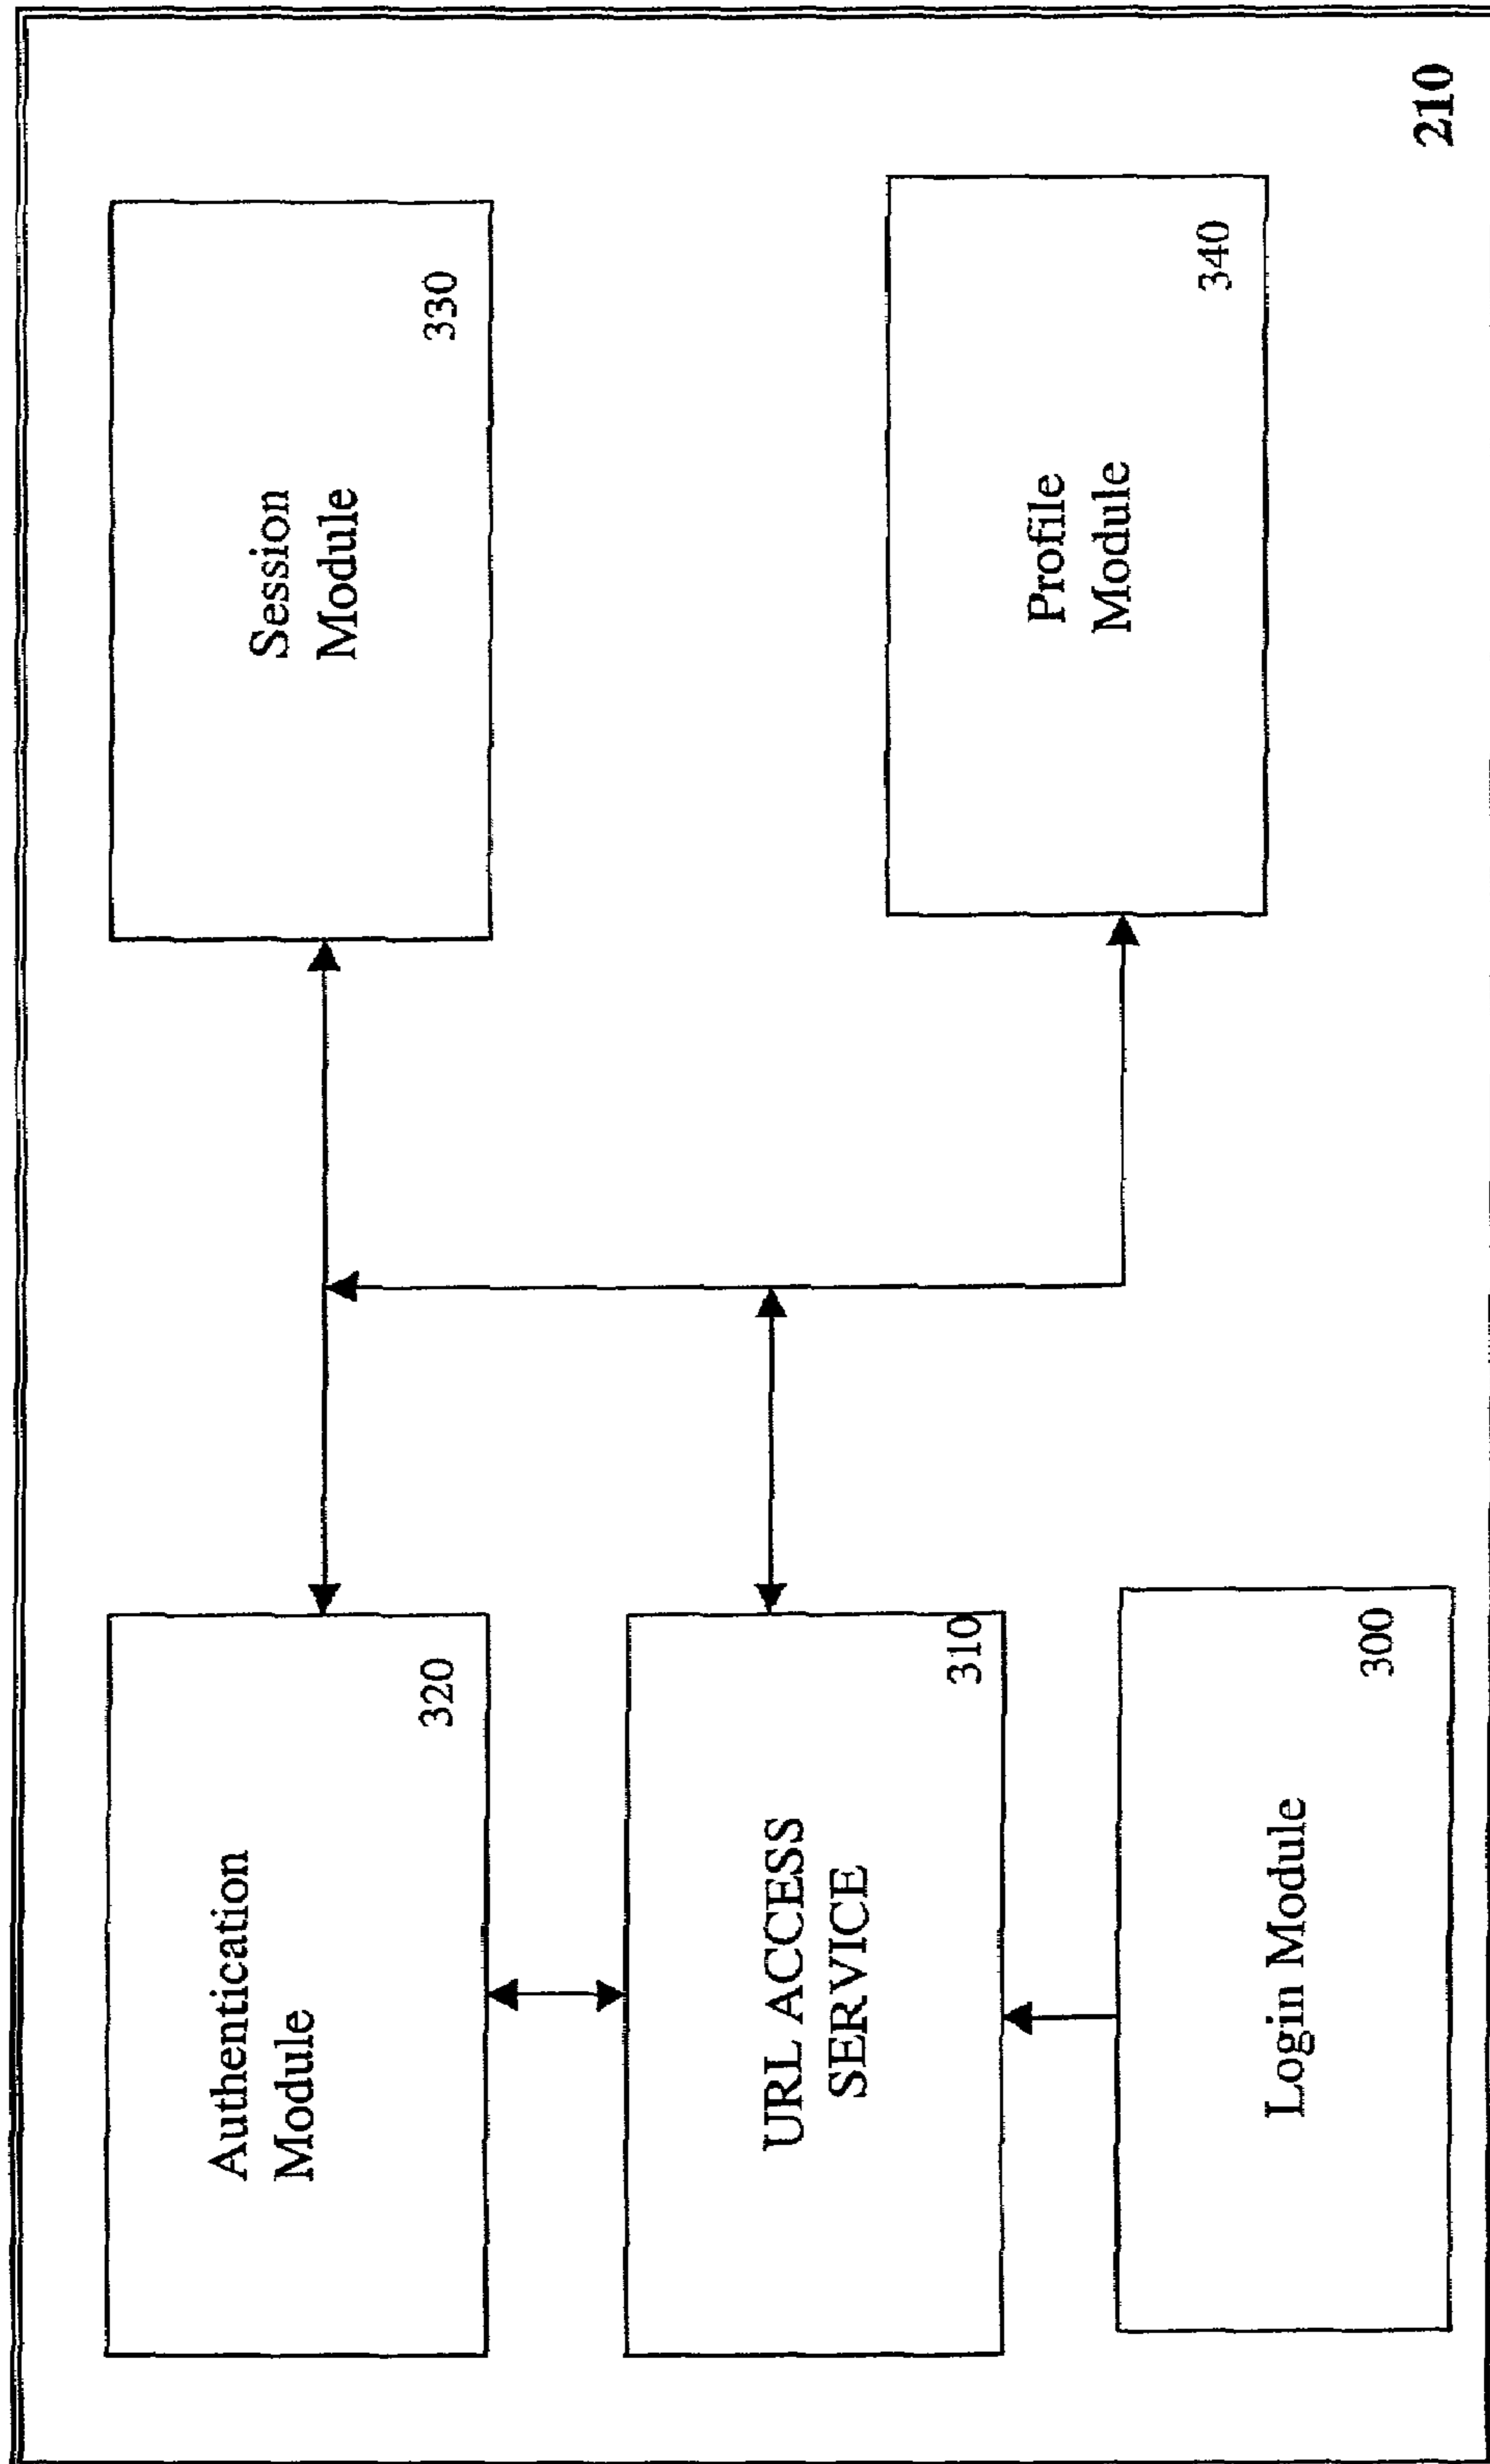 Authentication
Module
320
Session
Module
330
URL ACCESS
SERVICE
310
Profile
Module
340
Login Module
300
210